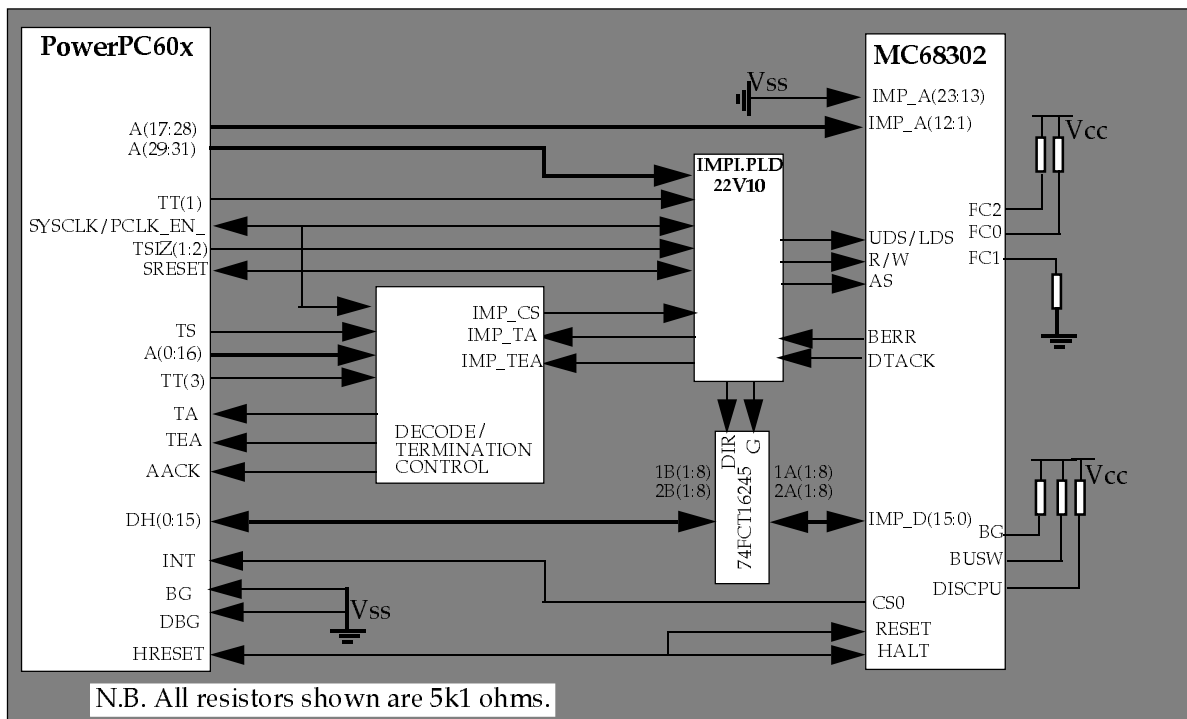 PowerPC60x
A(17:28)
A(29:31)
TT(1)
SYSCLK/PCLK_EN_
TSIZ(1:2)
SRESET
TS
A(0:16)
TT(3)
TA
TEA
AACK
DH(0:15)
INT
BG
DBG
HRESET
Vss
IMP_CS
IMP_TA
IMP_TEA
DECODE/
TERMINATION
CONTROL
IMPI.PLD
22V10
DIR
G
74FCT16245
1B(1:8)
2B(1:8)
1A(1:8)
2A(1:8)
Vss
MC68302
IMP_A(23:13)
IMP_A(12:1)
FC2
FC0
FC1
UDS/LDS
R/W
AS
BERR
DTACK
IMP_D(15:0)
BG
BUSW
DISCPU
CS0
RESET
HALT
Vcc
Vcc
N.B. All resistors shown are 5k1 ohms.